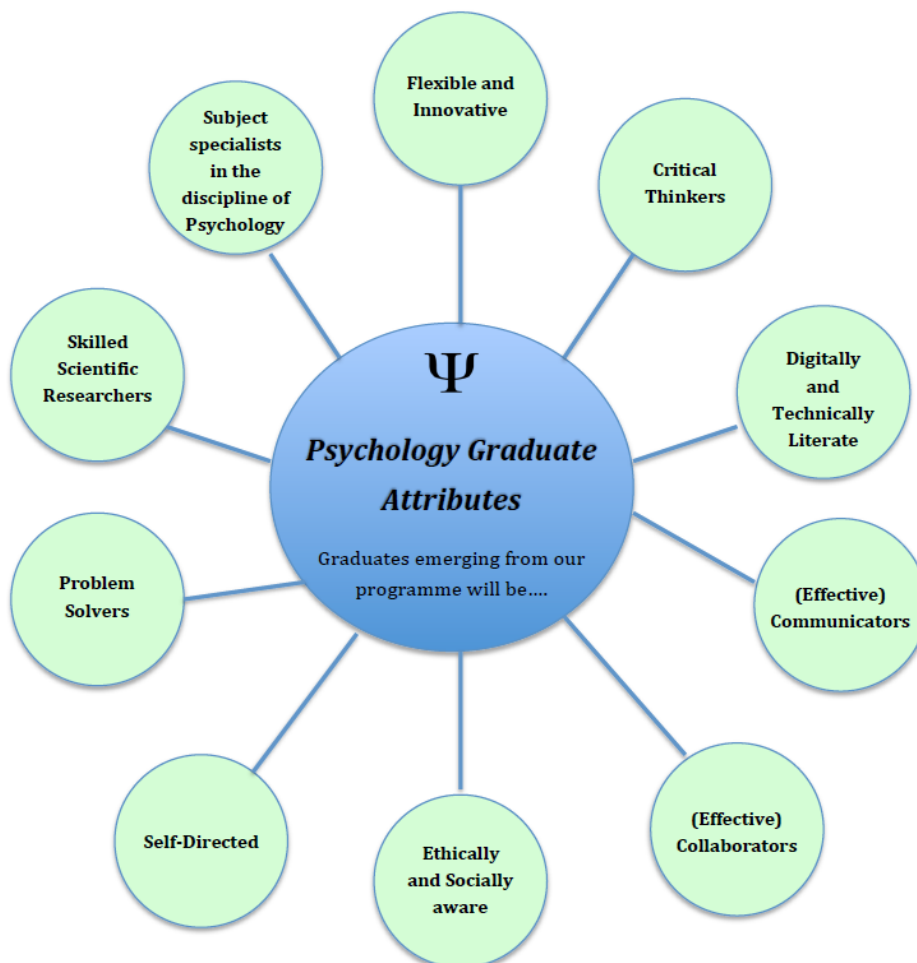 Flexible and
Innovative
Critical
Thinkers
Digitally
and
Technically
Literate
(Effective)
Communicators
(Effective)
Collaborators
Ethically
and Socially
aware
Self-Directed
Problem
Solvers
Skilled
Scientific
Researchers
Subject
specialists
in the
discipline of
Psychology
Ψ
Psychology Graduate
Attributes
Graduates emerging from our
programme will be....